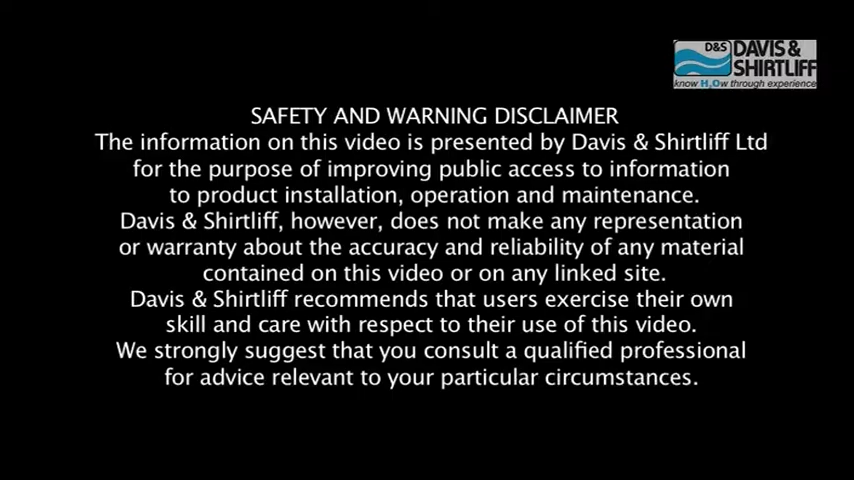 D&S DAVIS &
SHIRTLIFF
know H₂Ow through experience
SAFETY AND WARNING DISCLAIMER
The information on this video is presented by Davis & Shirtliff Ltd
for the purpose of improving public access to information
to product installation, operation and maintenance.
Davis & Shirtliff, however, does not make any representation
or warranty about the accuracy and reliability of any material
contained on this video or on any linked site.
Davis & Shirtliff recommends that users exercise their own
skill and care with respect to their use of this video.
We strongly suggest that you consult a qualified professional
for advice relevant to your particular circumstances.